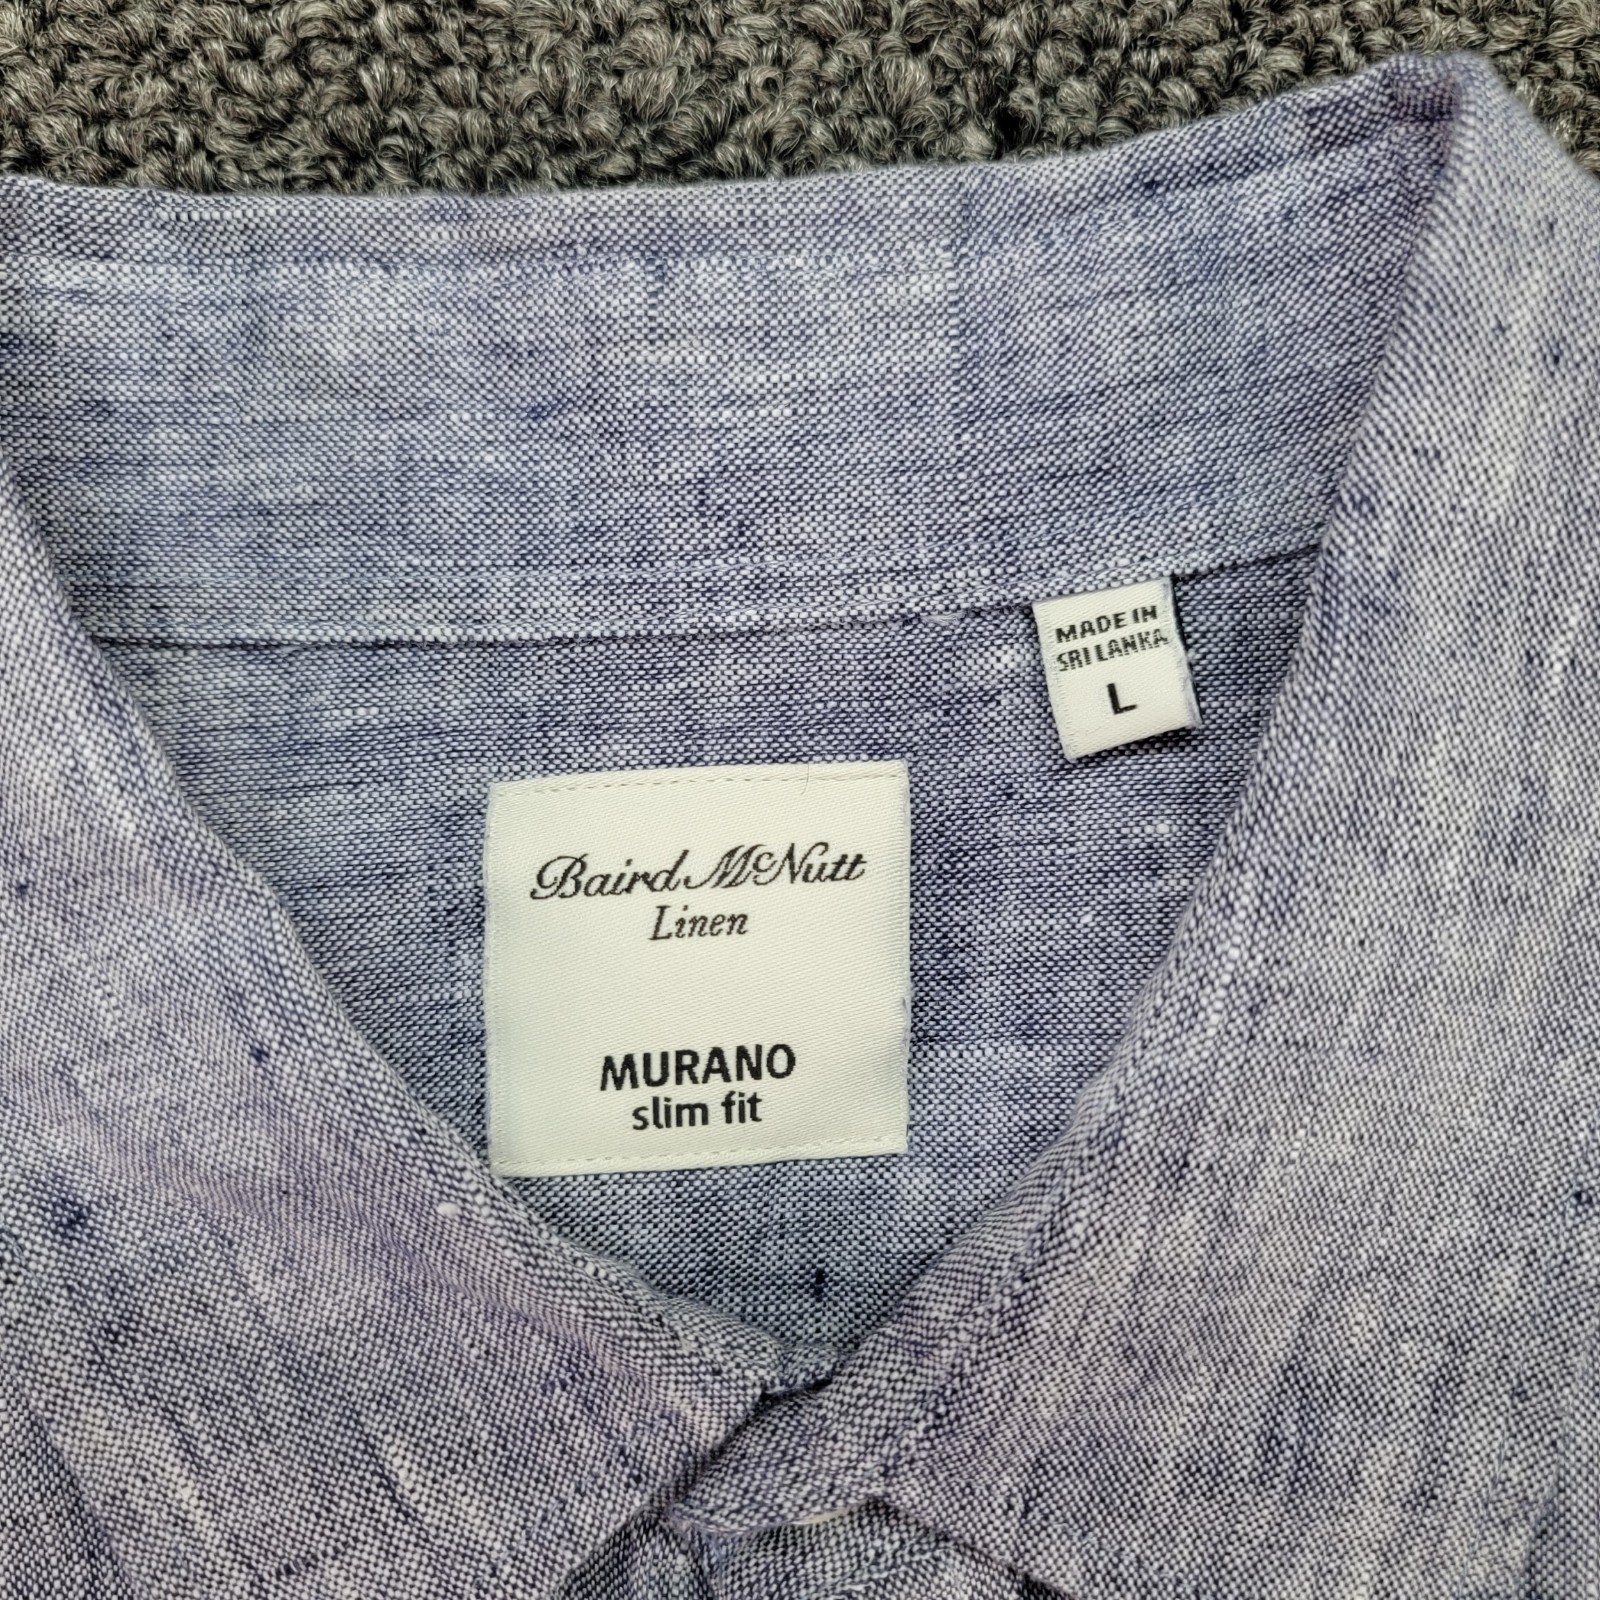 MADE IN
SRI LANKA
L
Baird McNutt
Linen
MURANO
slim fit